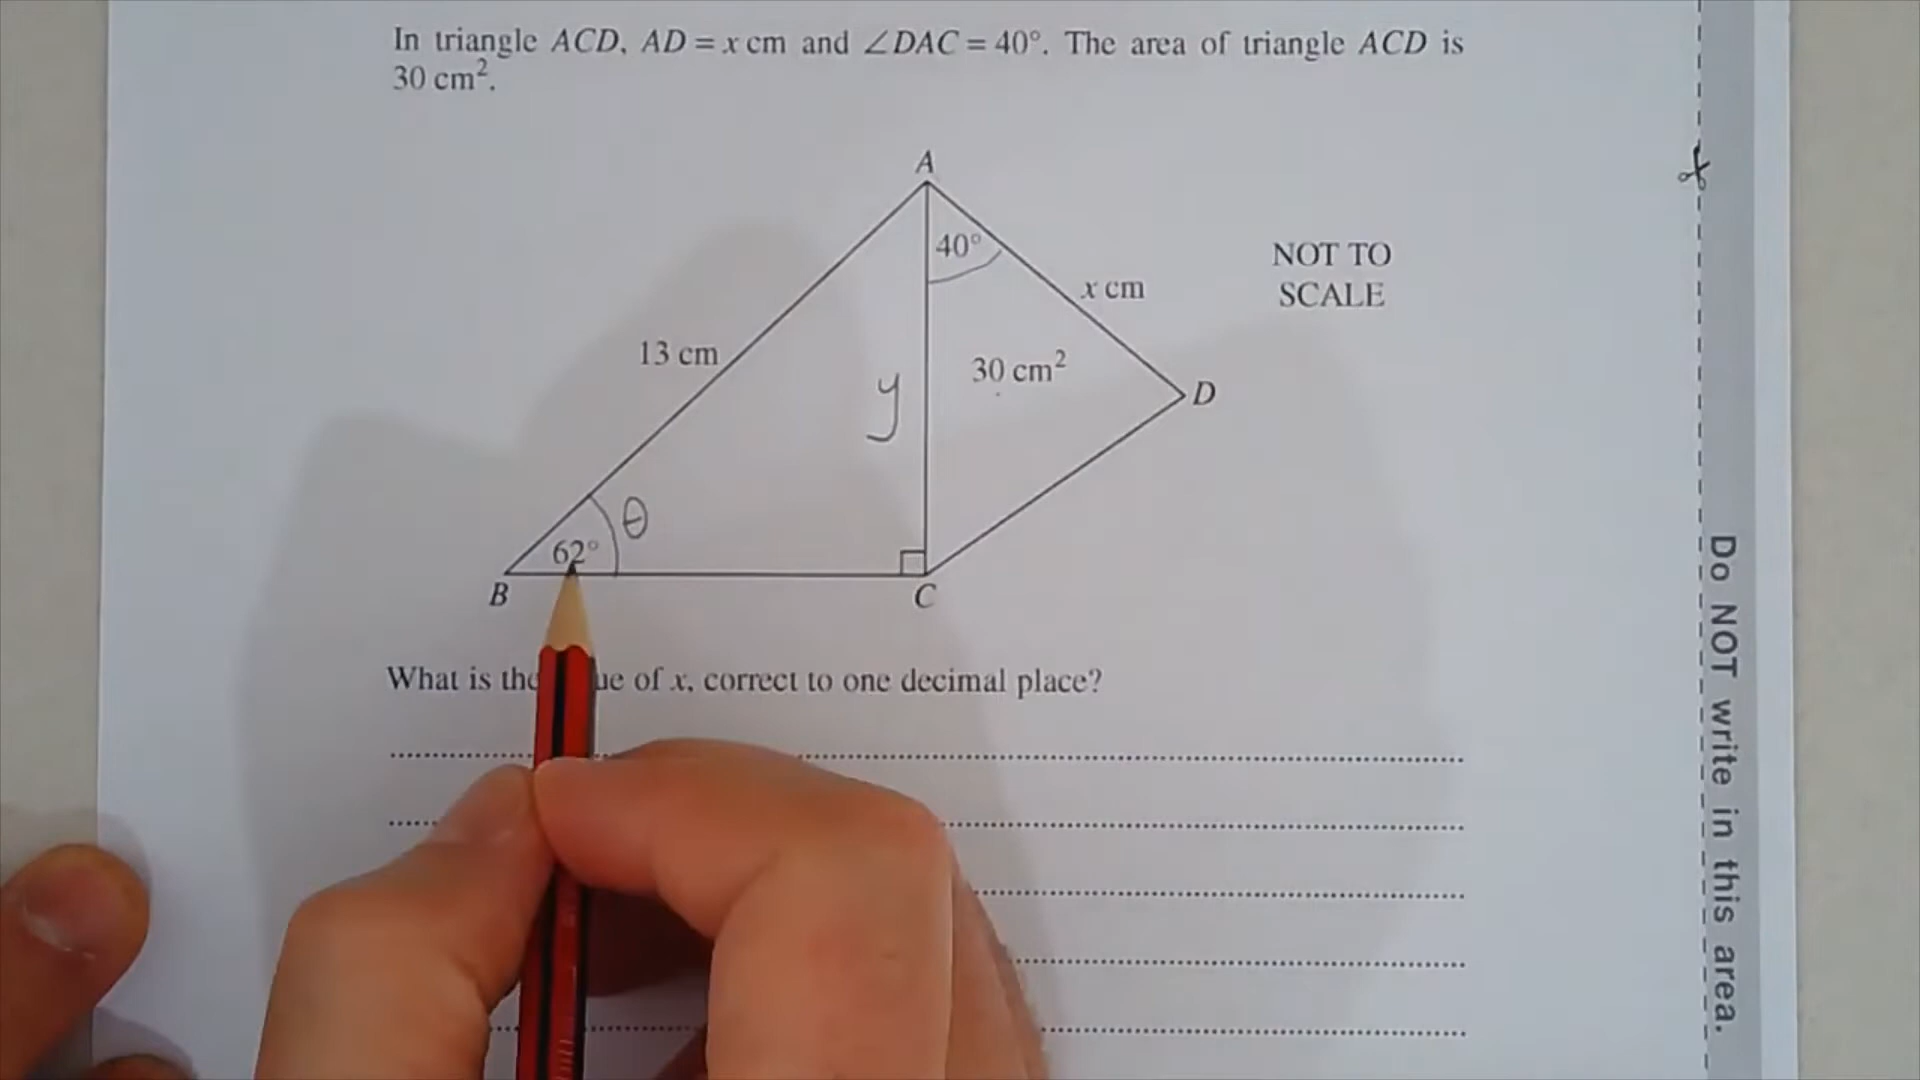 In triangle ACD, AD = x cm and ∠DAC = 40°. The area of triangle ACD is
30 cm².
A
40°
NOT TO
SCALE
x cm
13 cm
30 cm²
y
D
θ
62°
B
C
What is the of x, correct to one decimal place?
Do NOT write in this area.